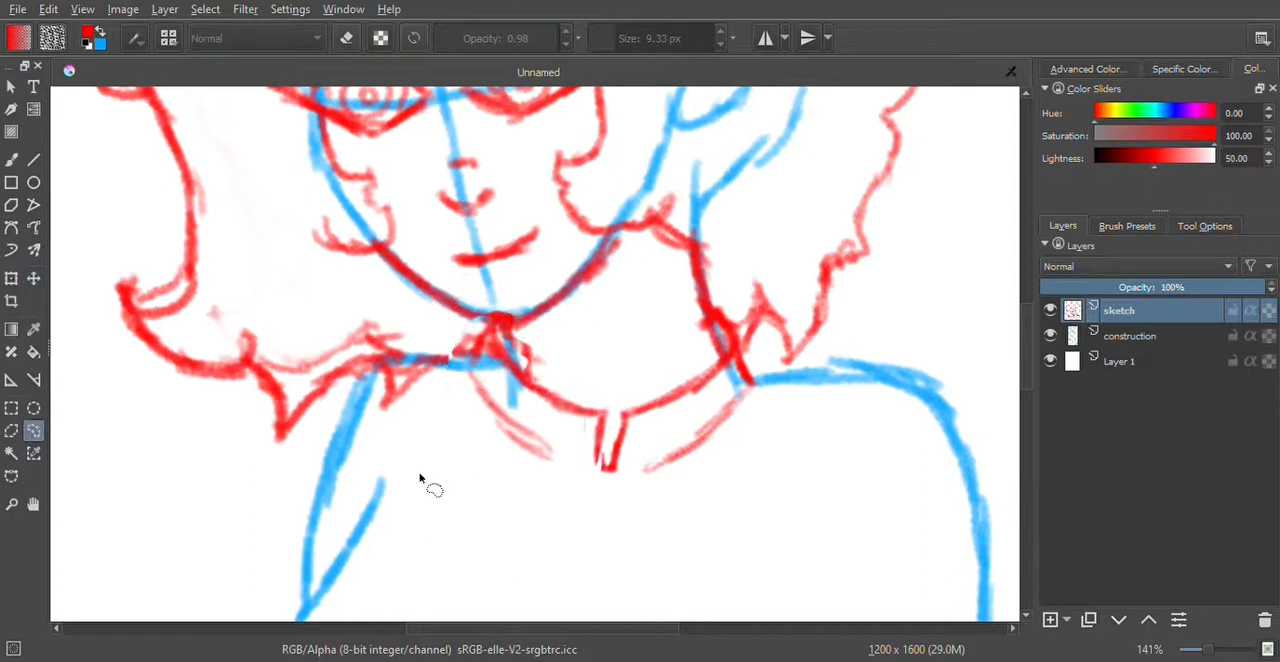 File Edit View Image Layer Select Filter Settings Window Help
Normal Opacity: 0.98 Size: 9.33 px
Unnamed
Advanced Color... Specific Color... Col...
Color Sliders
Hue: 0.00
Saturation: 100.00
Lightness: 50.00
Layers Brush Presets Tool Options
Layers
Normal
Opacity: 100%
sketch
construction
Layer 1
RGB/Alpha (8-bit integer/channel) sRGB-elle-V2-srgbtrc.icc 1200 x 1600 (29.0M) 141%